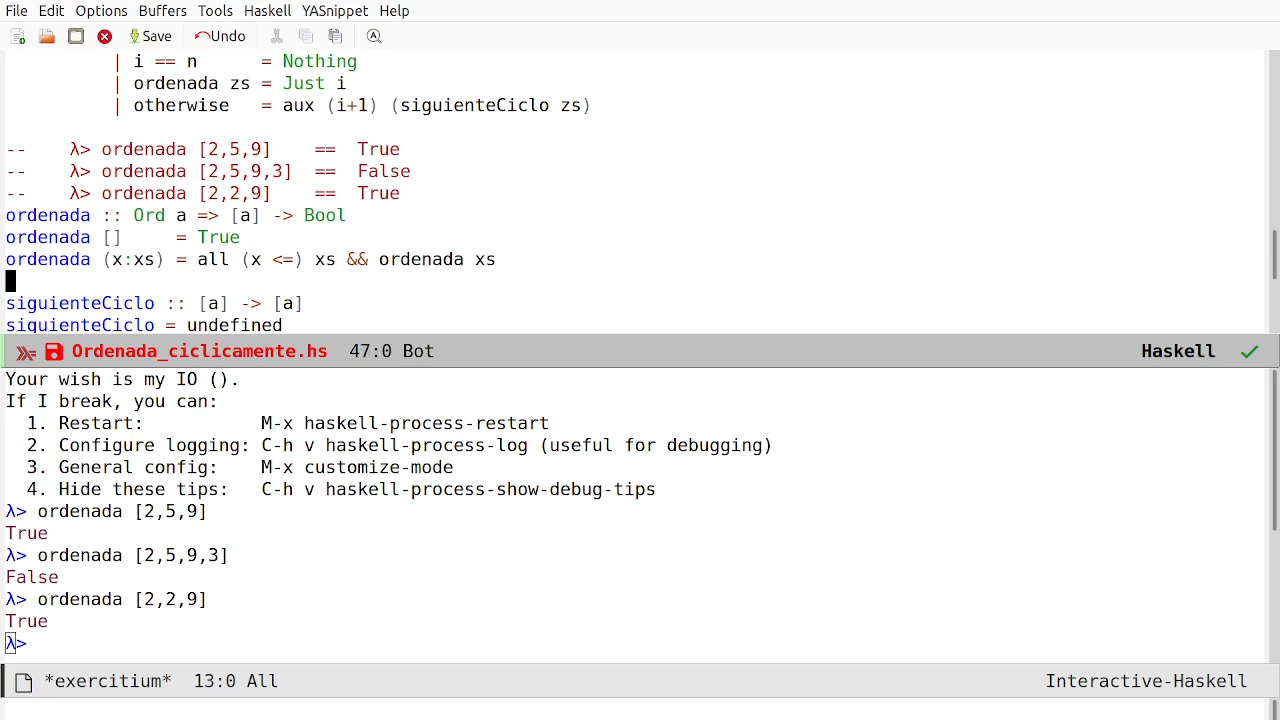 File Edit Options Buffers Tools Haskell YASnippet Help
Save Undo
| i == n      = Nothing
| ordenada zs = Just i
| otherwise   = aux (i+1) (siguienteCiclo zs)
--    λ> ordenada [2,5,9]    ==  True
--    λ> ordenada [2,5,9,3]  ==  False
--    λ> ordenada [2,2,9]    ==  True
ordenada :: Ord a => [a] -> Bool
ordenada []     = True
ordenada (x:xs) = all (x <=) xs && ordenada xs
siguienteCiclo :: [a] -> [a]
siguienteCiclo = undefined
Ordenada_ciclicamente.hs  47:0 Bot Haskell
Your wish is my IO ().
If I break, you can:
  1. Restart:           M-x haskell-process-restart
  2. Configure logging: C-h v haskell-process-log (useful for debugging)
  3. General config:    M-x customize-mode
  4. Hide these tips:   C-h v haskell-process-show-debug-tips
λ> ordenada [2,5,9]
True
λ> ordenada [2,5,9,3]
False
λ> ordenada [2,2,9]
True
λ>
*exercitium*  13:0 All Interactive-Haskell